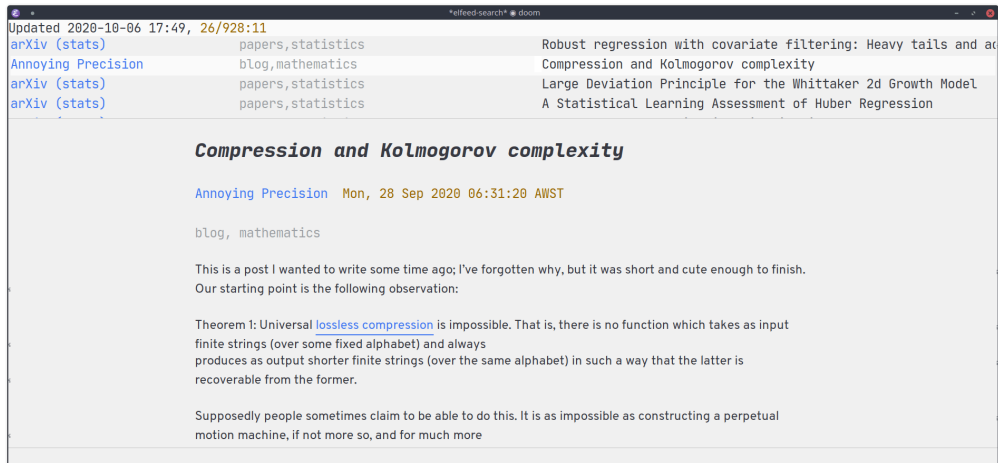 *elfeed-search* ◉ doom
Updated 2020-10-06 17:49, 26/928:11
arXiv (stats) papers,statistics Robust regression with covariate filtering: Heavy tails and
Annoying Precision blog,mathematics Compression and Kolmogorov complexity
arXiv (stats) papers,statistics Large Deviation Principle for the Whittaker 2d Growth Model
arXiv (stats) papers,statistics A Statistical Learning Assessment of Huber Regression
Compression and Kolmogorov complexity
Annoying Precision Mon, 28 Sep 2020 06:31:20 AWST
blog, mathematics
This is a post I wanted to write some time ago; I've forgotten why, but it was short and cute enough to finish.
Our starting point is the following observation:
Theorem 1: Universal lossless compression is impossible. That is, there is no function which takes as input
finite strings (over some fixed alphabet) and always
produces as output shorter finite strings (over the same alphabet) in such a way that the latter is
recoverable from the former.
Supposedly people sometimes claim to be able to do this. It is as impossible as constructing a perpetual
motion machine, if not more so, and for much more